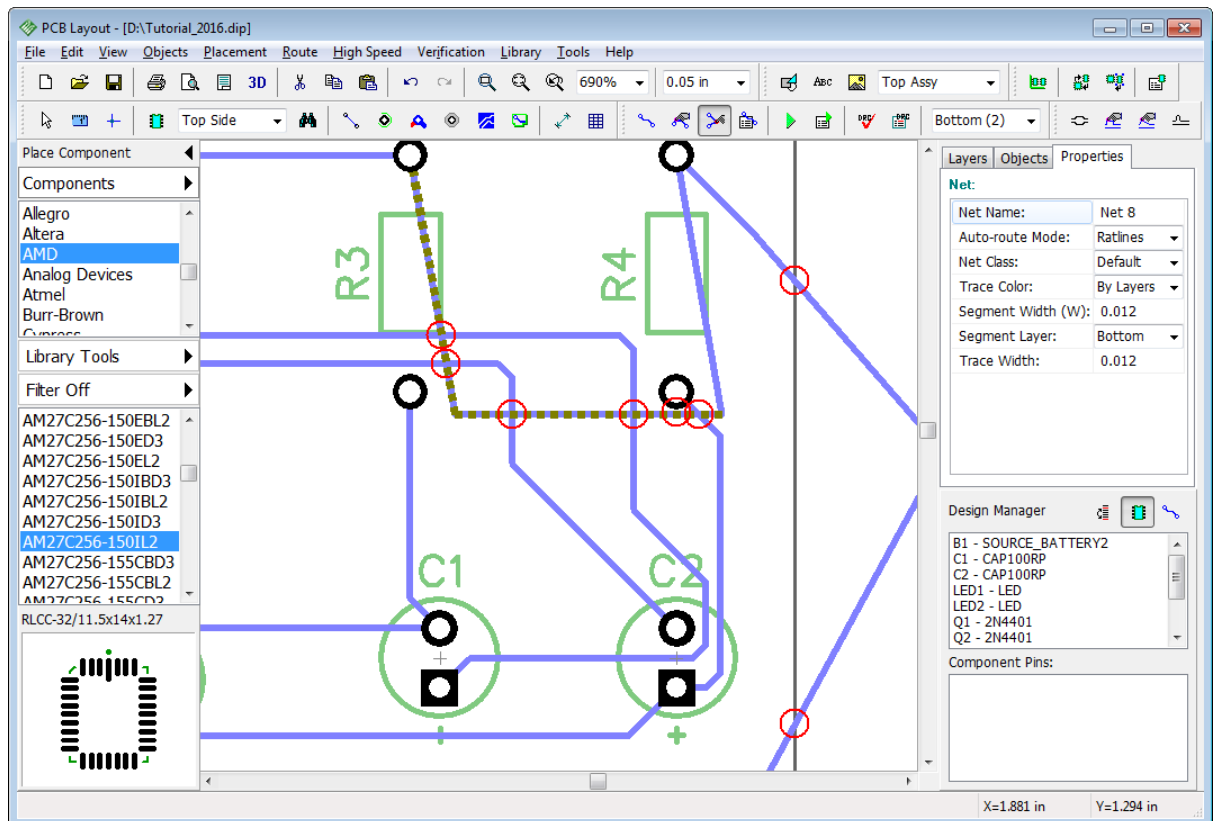 PCB Layout - [D:\Tutorial_2016.dip]
File Edit View Objects Placement Route High Speed Verification Library Tools Help
3D 690% 0.05 in ABC Top Assy
Top Side DRC DRC Bottom (2)
Place Component
Components
Allegro
Altera
AMD
Analog Devices
Atmel
Burr-Brown
Cypress
Library Tools
Filter Off
AM27C256-150EBL2
AM27C256-150ED3
AM27C256-150EL2
AM27C256-150IBD3
AM27C256-150IBL2
AM27C256-150ID3
AM27C256-150IL2
AM27C256-155CBD3
AM27C256-155CBL2
AM27C256-155CD3
RLCC-32/11.5x14x1.27
R3
R4
C1
C2
+
+
-
+
Layers Objects Properties
Net:
Net Name: Net 8
Auto-route Mode: Ratlines
Net Class: Default
Trace Color: By Layers
Segment Width (W): 0.012
Segment Layer: Bottom
Trace Width: 0.012
Design Manager
B1 - SOURCE_BATTERY2
C1 - CAP100RP
C2 - CAP100RP
LED1 - LED
LED2 - LED
Q1 - 2N4401
Q2 - 2N4401
Component Pins:
X=1.881 in Y=1.294 in